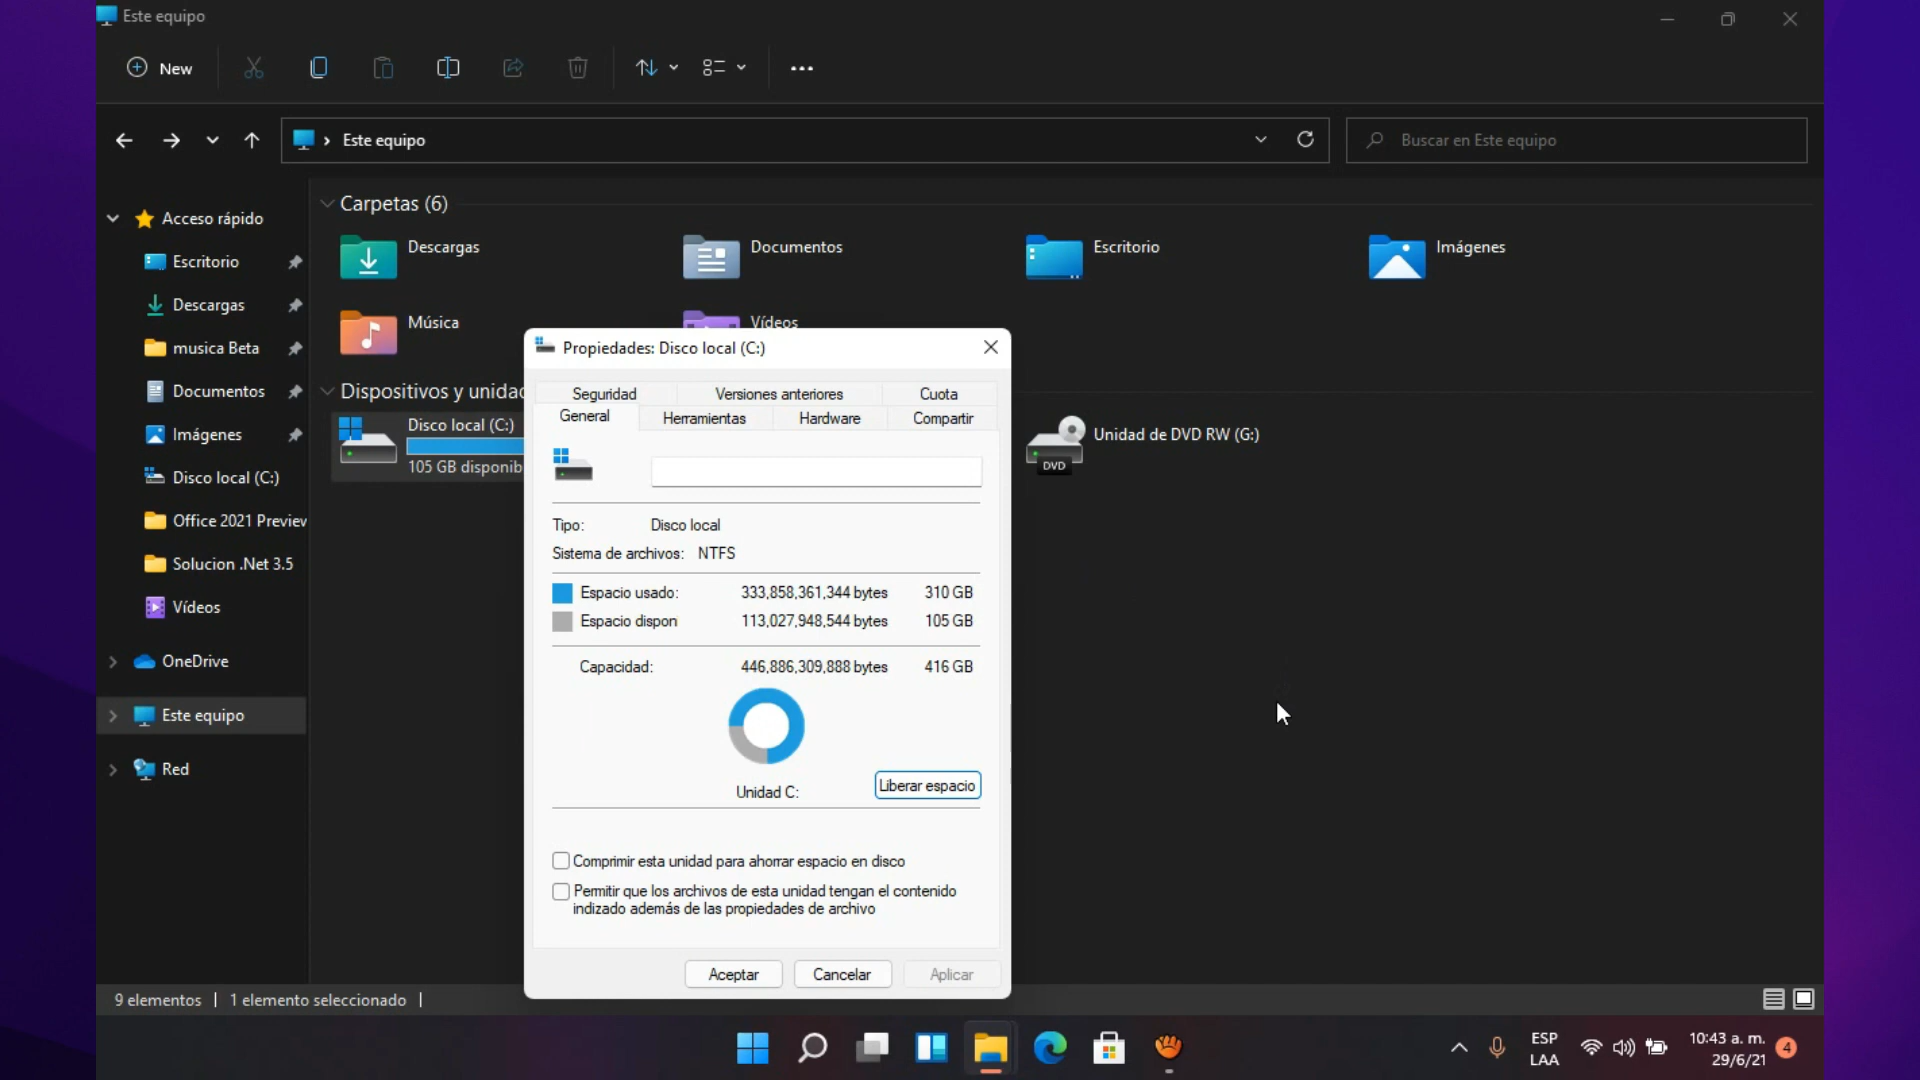 Este equipo
New
Este equipo
Buscar en Este equipo
Acceso rápido
Escritorio
Descargas
musica Beta
Documentos
Imágenes
Disco local (C:)
Office 2021 Preview
Solucion .Net 3.5
Vídeos
OneDrive
Este equipo
Red
Carpetas (6)
Descargas
Documentos
Escritorio
Imágenes
Música
Vídeos
Dispositivos y unidad
Disco local (C:)
105 GB disponib
Unidad de DVD RW (G:)
DVD
Propiedades: Disco local (C:)
Seguridad
Versiones anteriores
Cuota
General
Herramientas
Hardware
Compartir
Tipo: Disco local
Sistema de archivos: NTFS
Espacio usado: 333,858,361,344 bytes 310 GB
Espacio dispon 113,027,948,544 bytes 105 GB
Capacidad: 446,886,309,888 bytes 416 GB
Unidad C:
Liberar espacio
Comprimir esta unidad para ahorrar espacio en disco
Permitir que los archivos de esta unidad tengan el contenido
indizado además de las propiedades de archivo
Aceptar
Cancelar
Aplicar
9 elementos
1 elemento seleccionado
ESP
LAA
10:43 a. m.
29/6/21
4